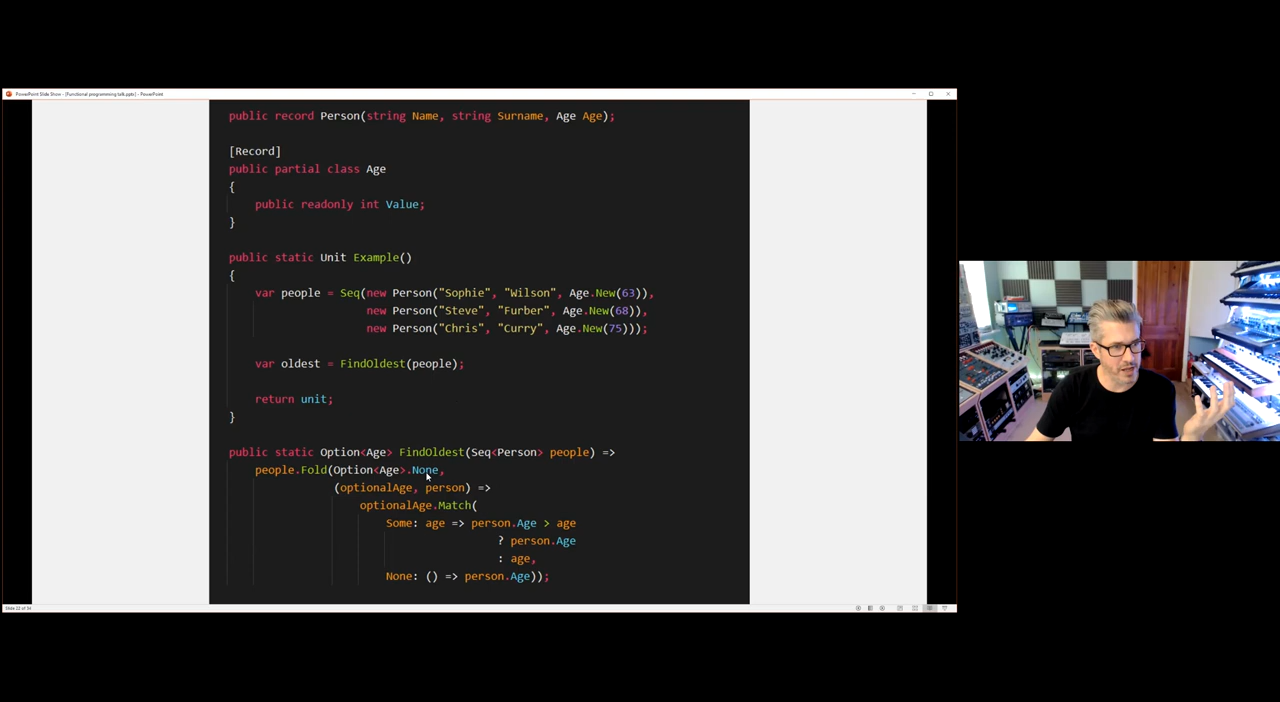 PowerPoint Slide Show - [Functional programming talk.pptx] - PowerPoint
public record Person(string Name, string Surname, Age Age);
[Record]
public partial class Age
{
public readonly int Value;
}
public static Unit Example()
{
var people = Seq(new Person("Sophie", "Wilson", Age.New(63)),
new Person("Steve", "Furber", Age.New(68)),
new Person("Chris", "Curry", Age.New(75)));
var oldest = FindOldest(people);
return unit;
}
public static Option<Age> FindOldest(Seq<Person> people) =>
people.Fold(Option<Age>.None,
(optionalAge, person) =>
optionalAge.Match(
Some: age => person.Age > age
? person.Age
: age,
None: () => person.Age));
Slide 22 of 34